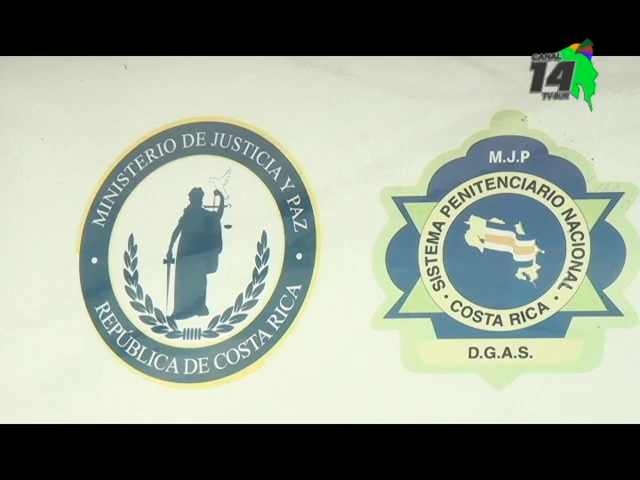 CANAL
14
TV-SUR
MINISTERIO DE JUSTICIA Y PAZ
REPÚBLICA DE COSTA RICA
M.J.P
SISTEMA PENITENCIARIO NACIONAL
COSTA RICA
D.G.A.S.